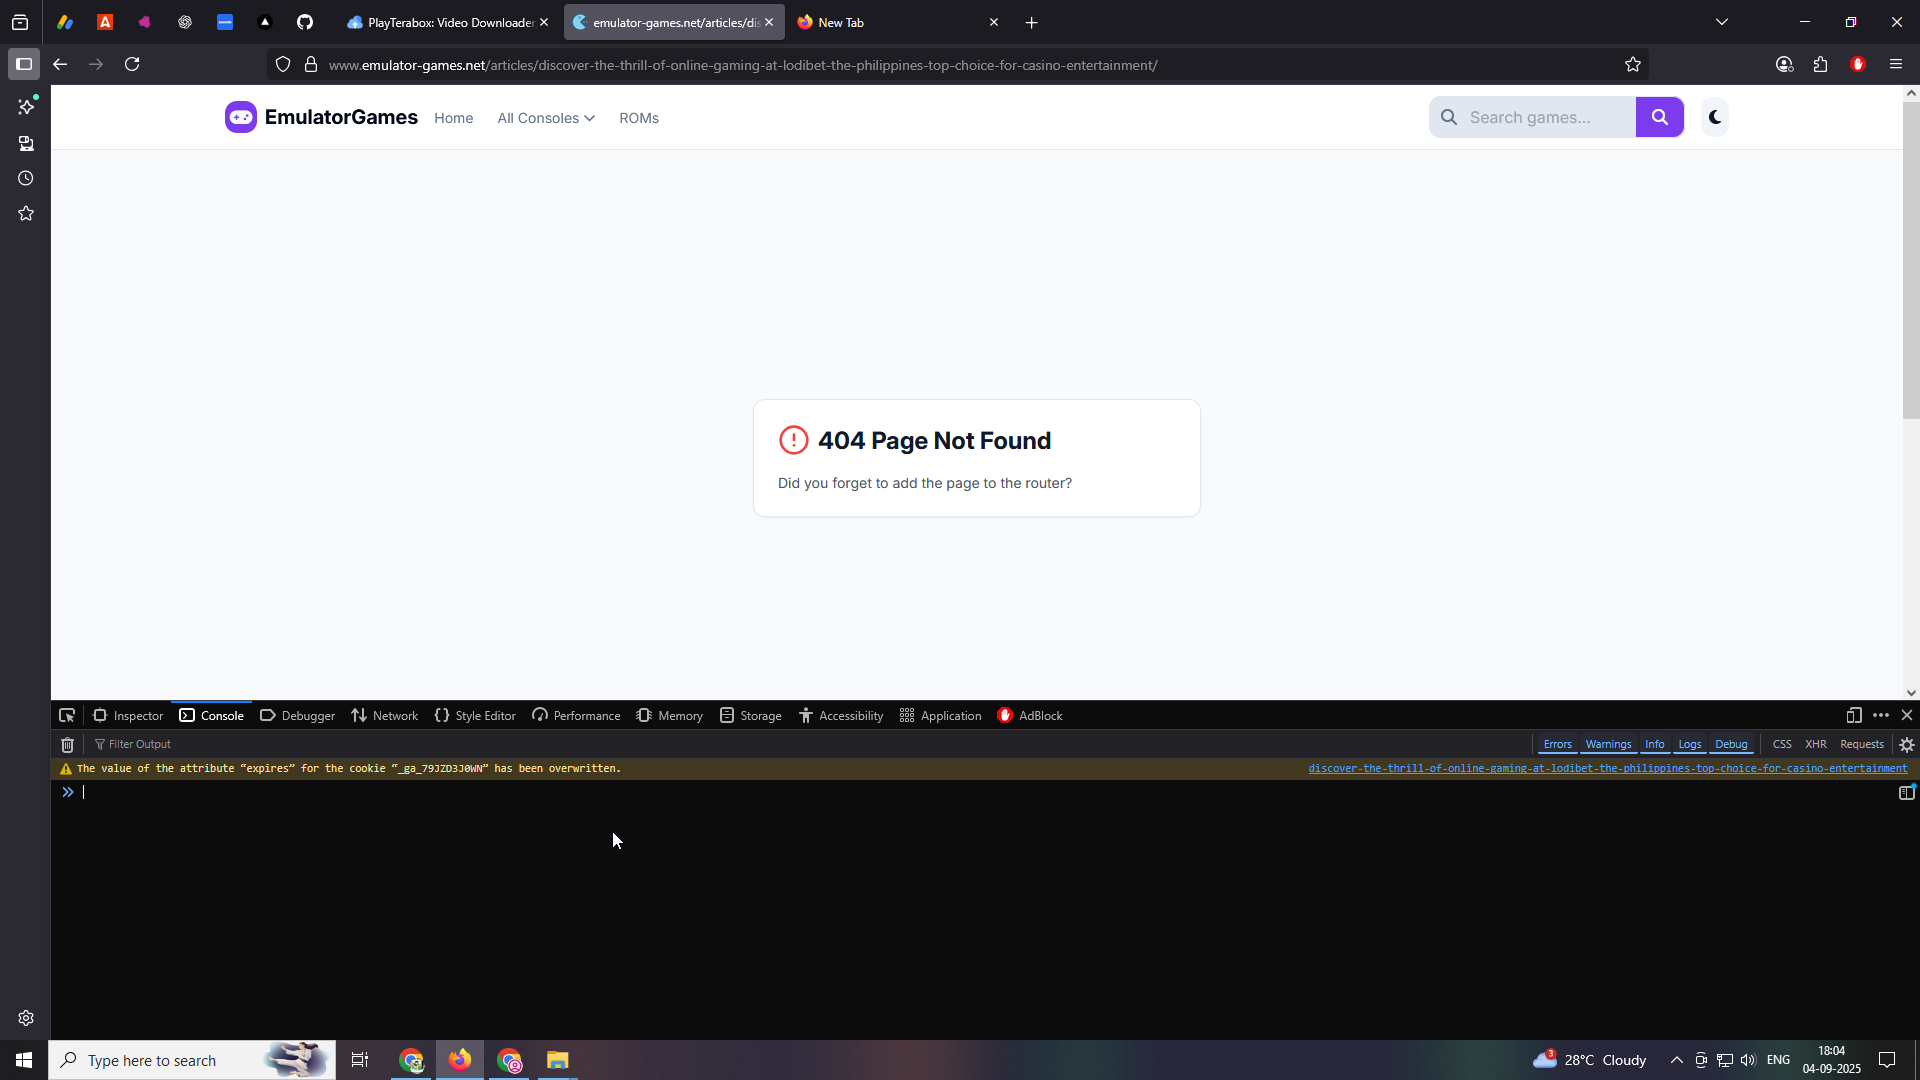 PlayTerabox: Video Downloader
emulator-games.net/articles/dis
New Tab
www.emulator-games.net/articles/discover-the-thrill-of-online-gaming-at-lodibet-the-philippines-top-choice-for-casino-entertainment/
EmulatorGames
Home
All Consoles
ROMs
Search games...
404 Page Not Found
Did you forget to add the page to the router?
Inspector
Console
Debugger
Network
Style Editor
Performance
Memory
Storage
Accessibility
Application
AdBlock
Filter Output
Errors
Warnings
Info
Logs
Debug
CSS
XHR
Requests
The value of the attribute “expires” for the cookie “_ga_79JZD3J0WN” has been overwritten.
discover-the-thrill-of-online-gaming-at-lodibet-the-philippines-top-choice-for-casino-entertainment
Type here to search
3
28°C Cloudy
ENG
18:04
04-09-2025